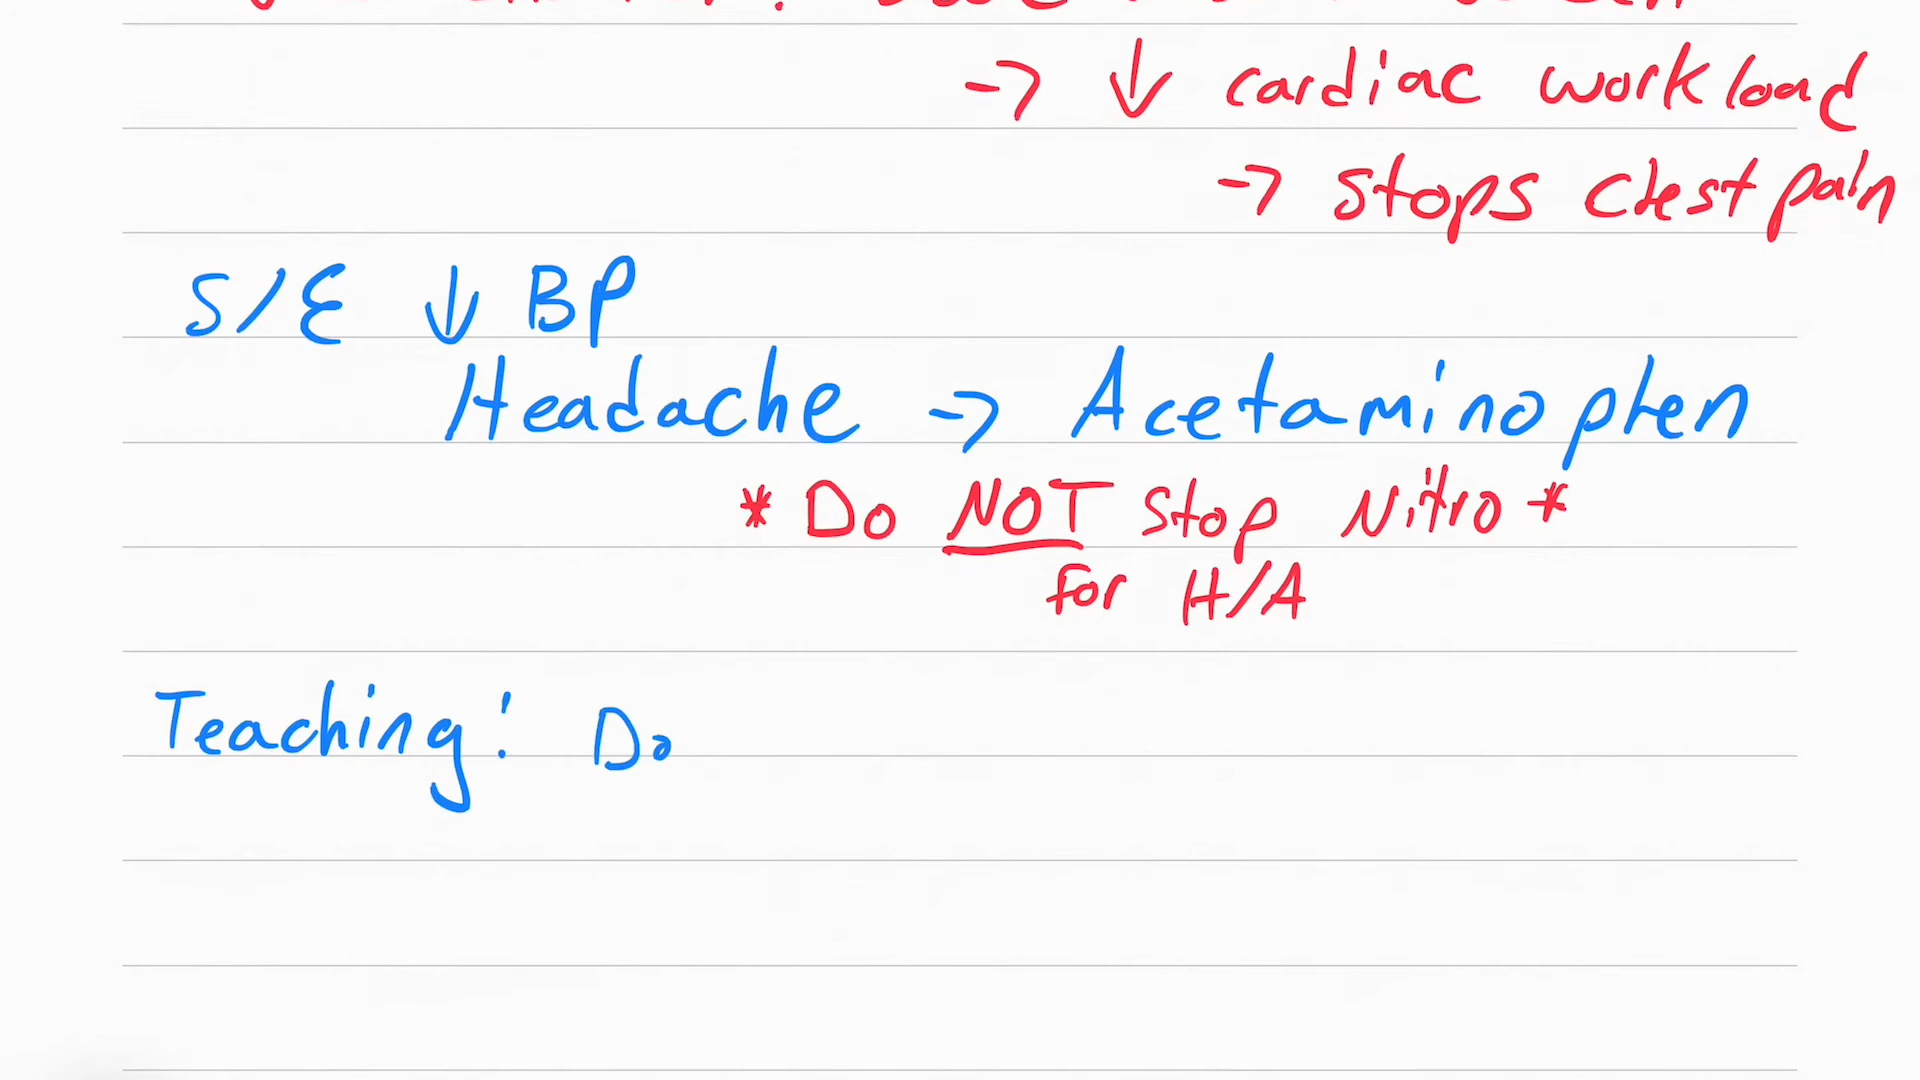 → ↓ cardiac workload
→ stops chest pain
S/E ↓ BP
Headache → Acetaminophen
* Do NOT stop Nitro *
for H/A
Teaching: Do